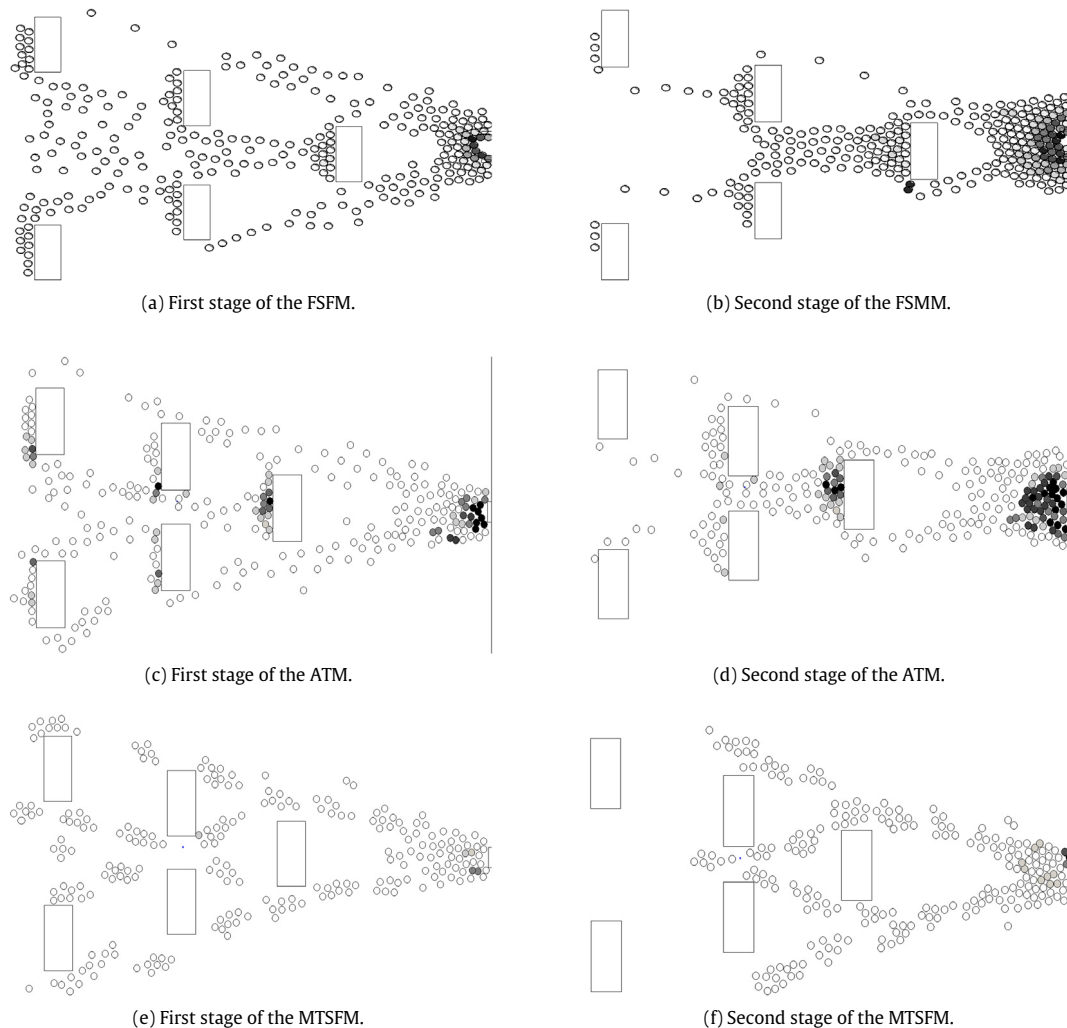 (a) First stage of the FSFM.
(b) Second stage of the FSMM.
(c) First stage of the ATM.
(d) Second stage of the ATM.
(e) First stage of the MTSFM.
(f) Second stage of the MTSFM.